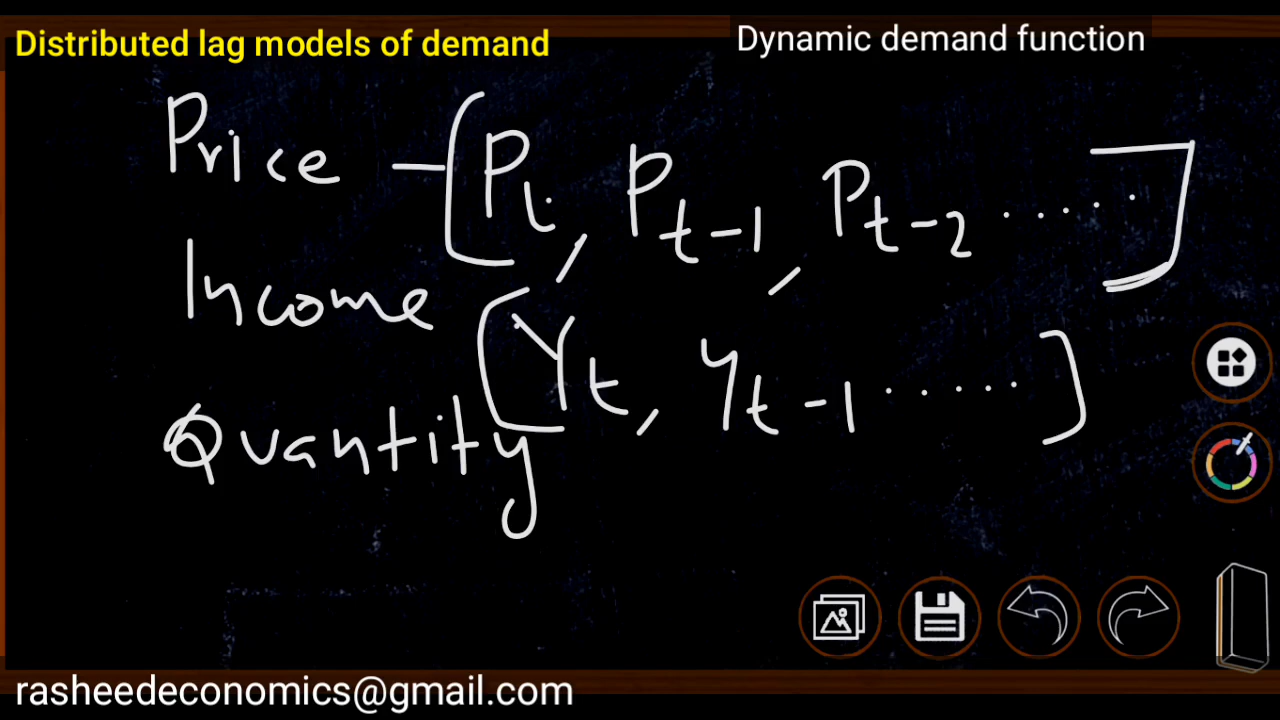 Distributed lag models of demand
Dynamic demand function
Price - [Pt, Pt-1, Pt-2 ......]
Income [Yt, Yt-1 .....]
Quantity
rasheedeconomics@gmail.com